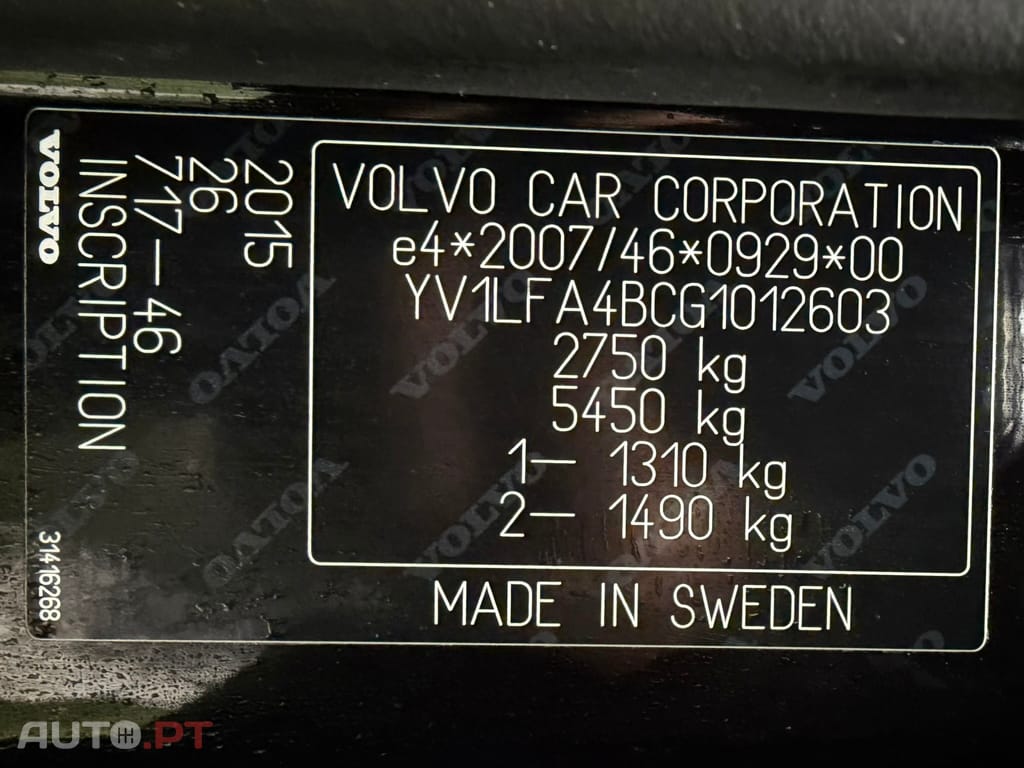 VOLVO
INSCRIPTION
717-46
26
2015
31416268
VOLVO CAR CORPORATION
e4*2007/46*0929*00
YV1LFA4BCG1012603
2750 kg
5450 kg
1- 1310 kg
2- 1490 kg
MADE IN SWEDEN
AUTO.PT